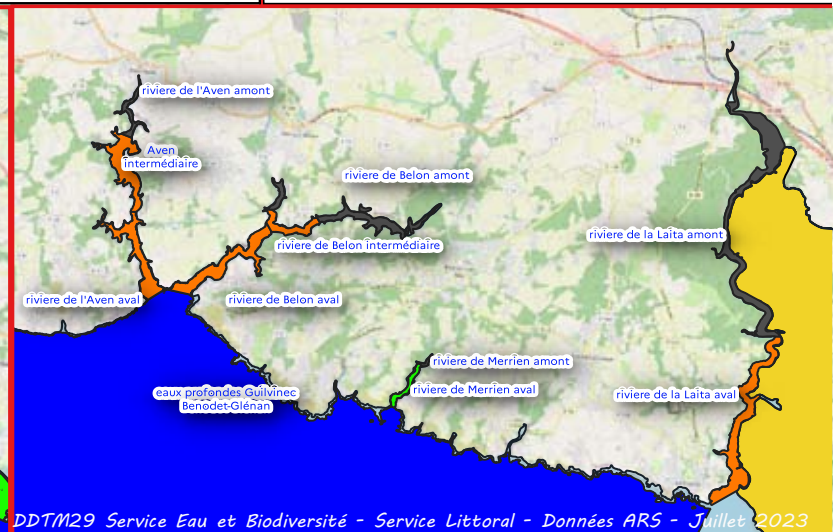 riviere de l'Aven amont
Aven
intermédiaire
riviere de Belon amont
riviere de Belon intermédiaire
riviere de la Laita amont
riviere de l'Aven aval
riviere de Belon aval
riviere de Merrien amont
riviere de Merrien aval
eaux profondes Guilvinec
Benodet-Glénan
riviere de la Laita aval
DDTM29 Service Eau et Biodiversité - Service Littoral - Données ARS - Juillet 2023